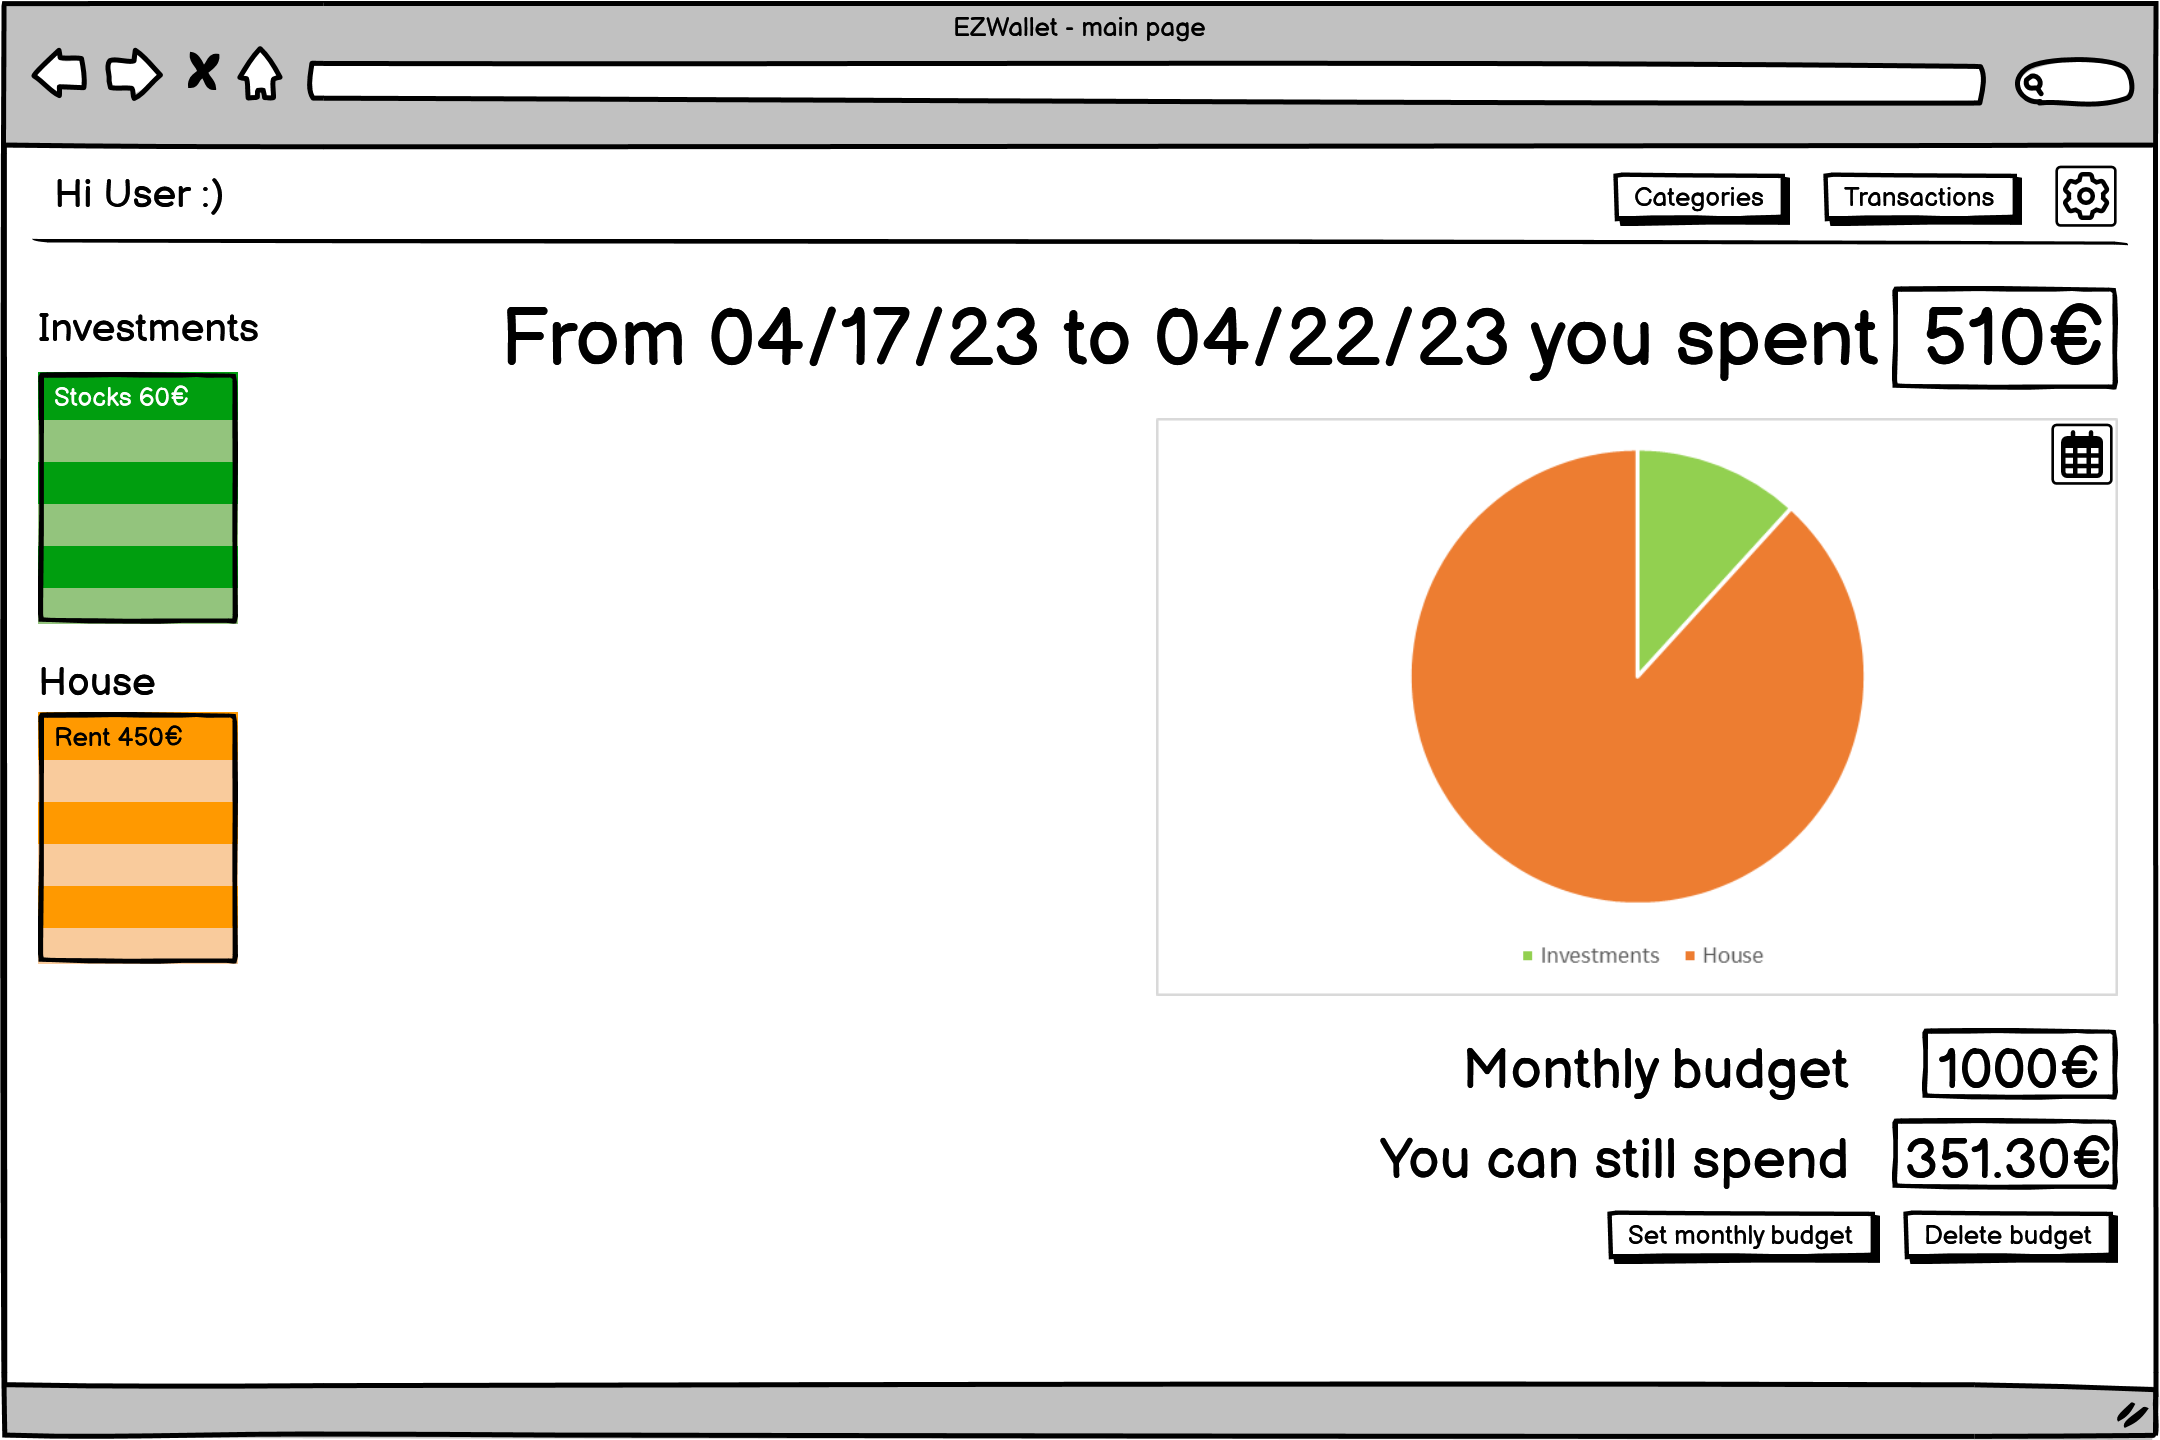 EZWallet - main page
Hi User :)
Categories
Transactions
Investments
From 04/17/23 to 04/22/23 you spent 510€
Stocks 60€
House
Rent 450€
Investments
House
Monthly budget 1000€
You can still spend 351.30€
Set monthly budget
Delete budget